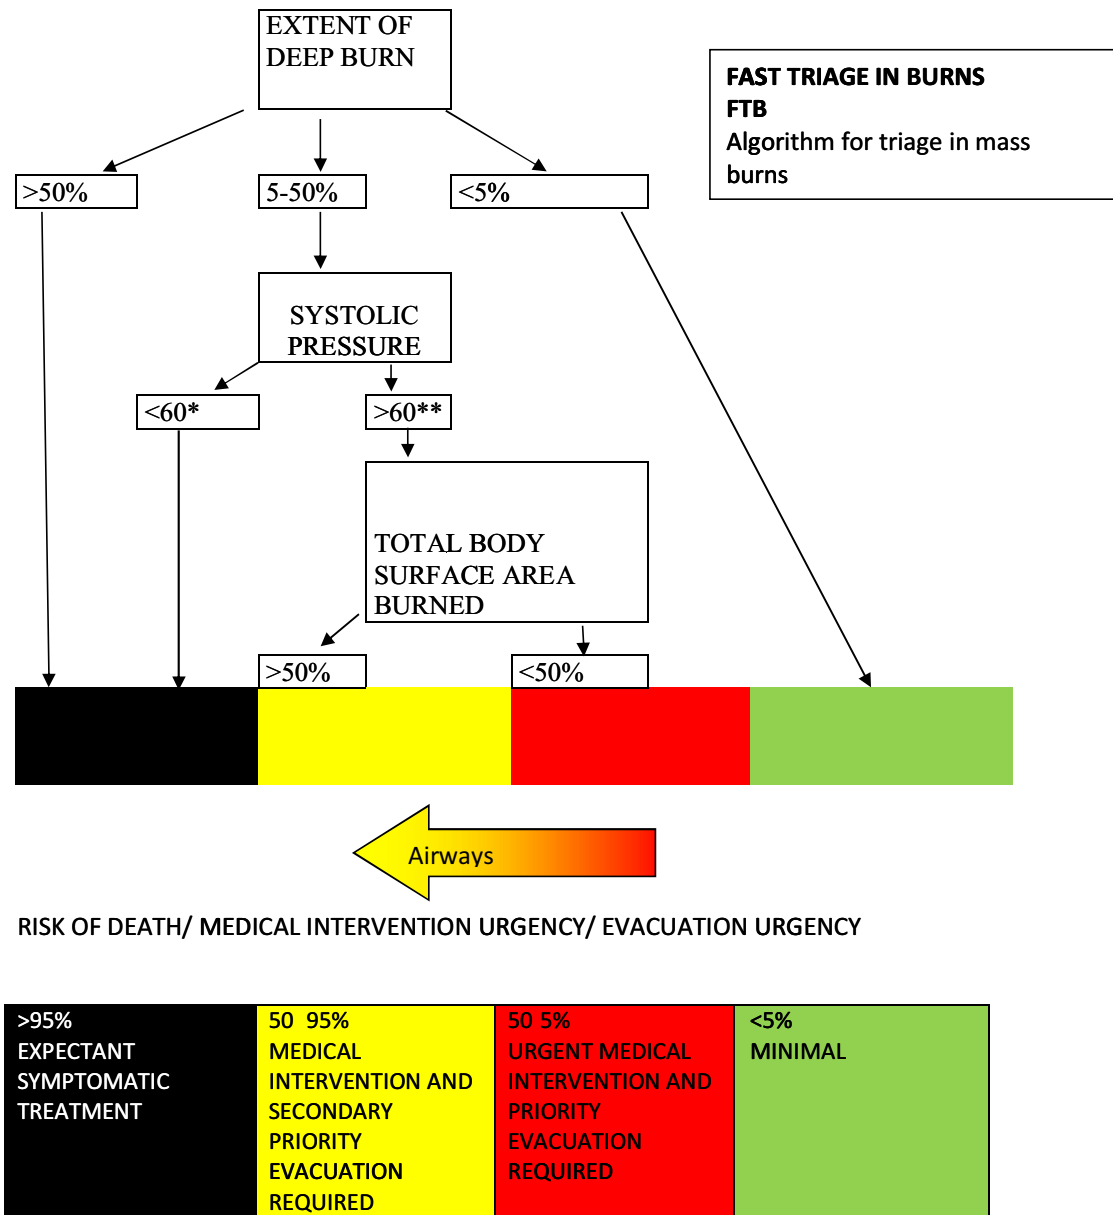 EXTENT OF
DEEP BURN
FAST TRIAGE IN BURNS
FTB
Algorithm for triage in mass
burns
>50%
5-50%
<5%
SYSTOLIC
PRESSURE
<60*
>60**
TOTAL BODY
SURFACE AREA
BURNED
>50%
<50%
Airways
RISK OF DEATH/ MEDICAL INTERVENTION URGENCY/ EVACUATION URGENCY
>95%
EXPECTANT
SYMPTOMATIC
TREATMENT
50 95%
MEDICAL
INTERVENTION AND
SECONDARY
PRIORITY
EVACUATION
REQUIRED
50 5%
URGENT MEDICAL
INTERVENTION AND
PRIORITY
EVACUATION
REQUIRED
<5%
MINIMAL